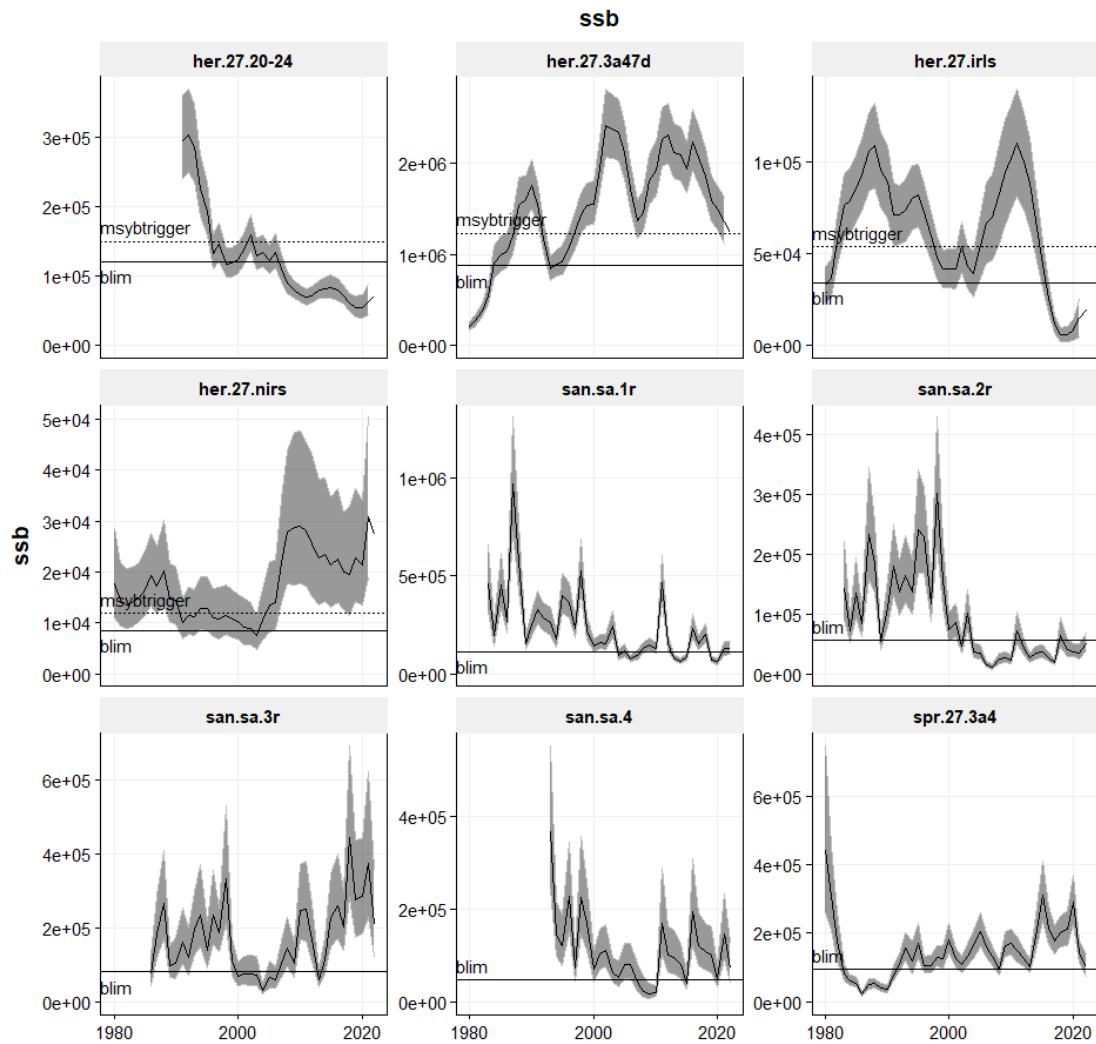 ssb
her.27.20-24
her.27.3a47d
her.27.irls
3e+05
2e+05
1e+05
0e+00
msybtrigger
blim
2e+06
1e+06
0e+00
msybtrigger
blim
1e+05
5e+04
0e+00
msybtrigger
blim
her.27.nirs
san.sa.1r
san.sa.2r
ssb
5e+04
4e+04
3e+04
2e+04
1e+04
0e+00
msybtrigger
blim
1e+06
5e+05
0e+00
blim
4e+05
3e+05
2e+05
1e+05
0e+00
blim
san.sa.3r
san.sa.4
spr.27.3a4
6e+05
4e+05
2e+05
0e+00
blim
4e+05
2e+05
0e+00
blim
6e+05
4e+05
2e+05
0e+00
blim
1980 2000 2020
1980 2000 2020
1980 2000 2020